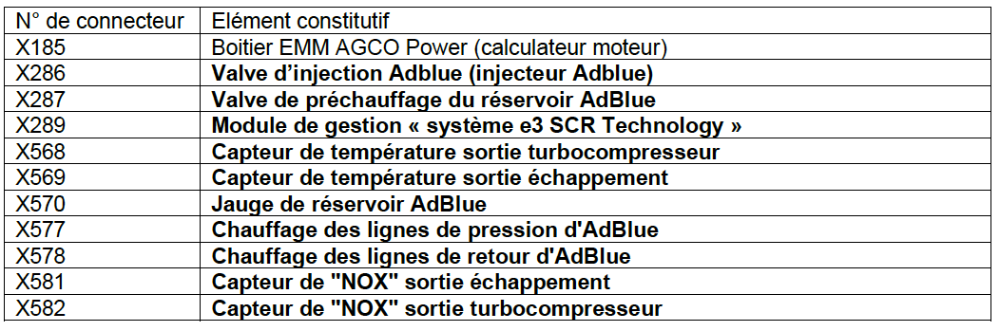 N° de connecteur Elément constitutif
X185 Boitier EMM AGCO Power (calculateur moteur)
X286 Valve d'injection Adblue (injecteur Adblue)
X287 Valve de préchauffage du réservoir AdBlue
X289 Module de gestion « système e3 SCR Technology »
X568 Capteur de température sortie turbocompresseur
X569 Capteur de température sortie échappement
X570 Jauge de réservoir AdBlue
X577 Chauffage des lignes de pression d'AdBlue
X578 Chauffage des lignes de retour d'AdBlue
X581 Capteur de "NOX" sortie échappement
X582 Capteur de "NOX" sortie turbocompresseur